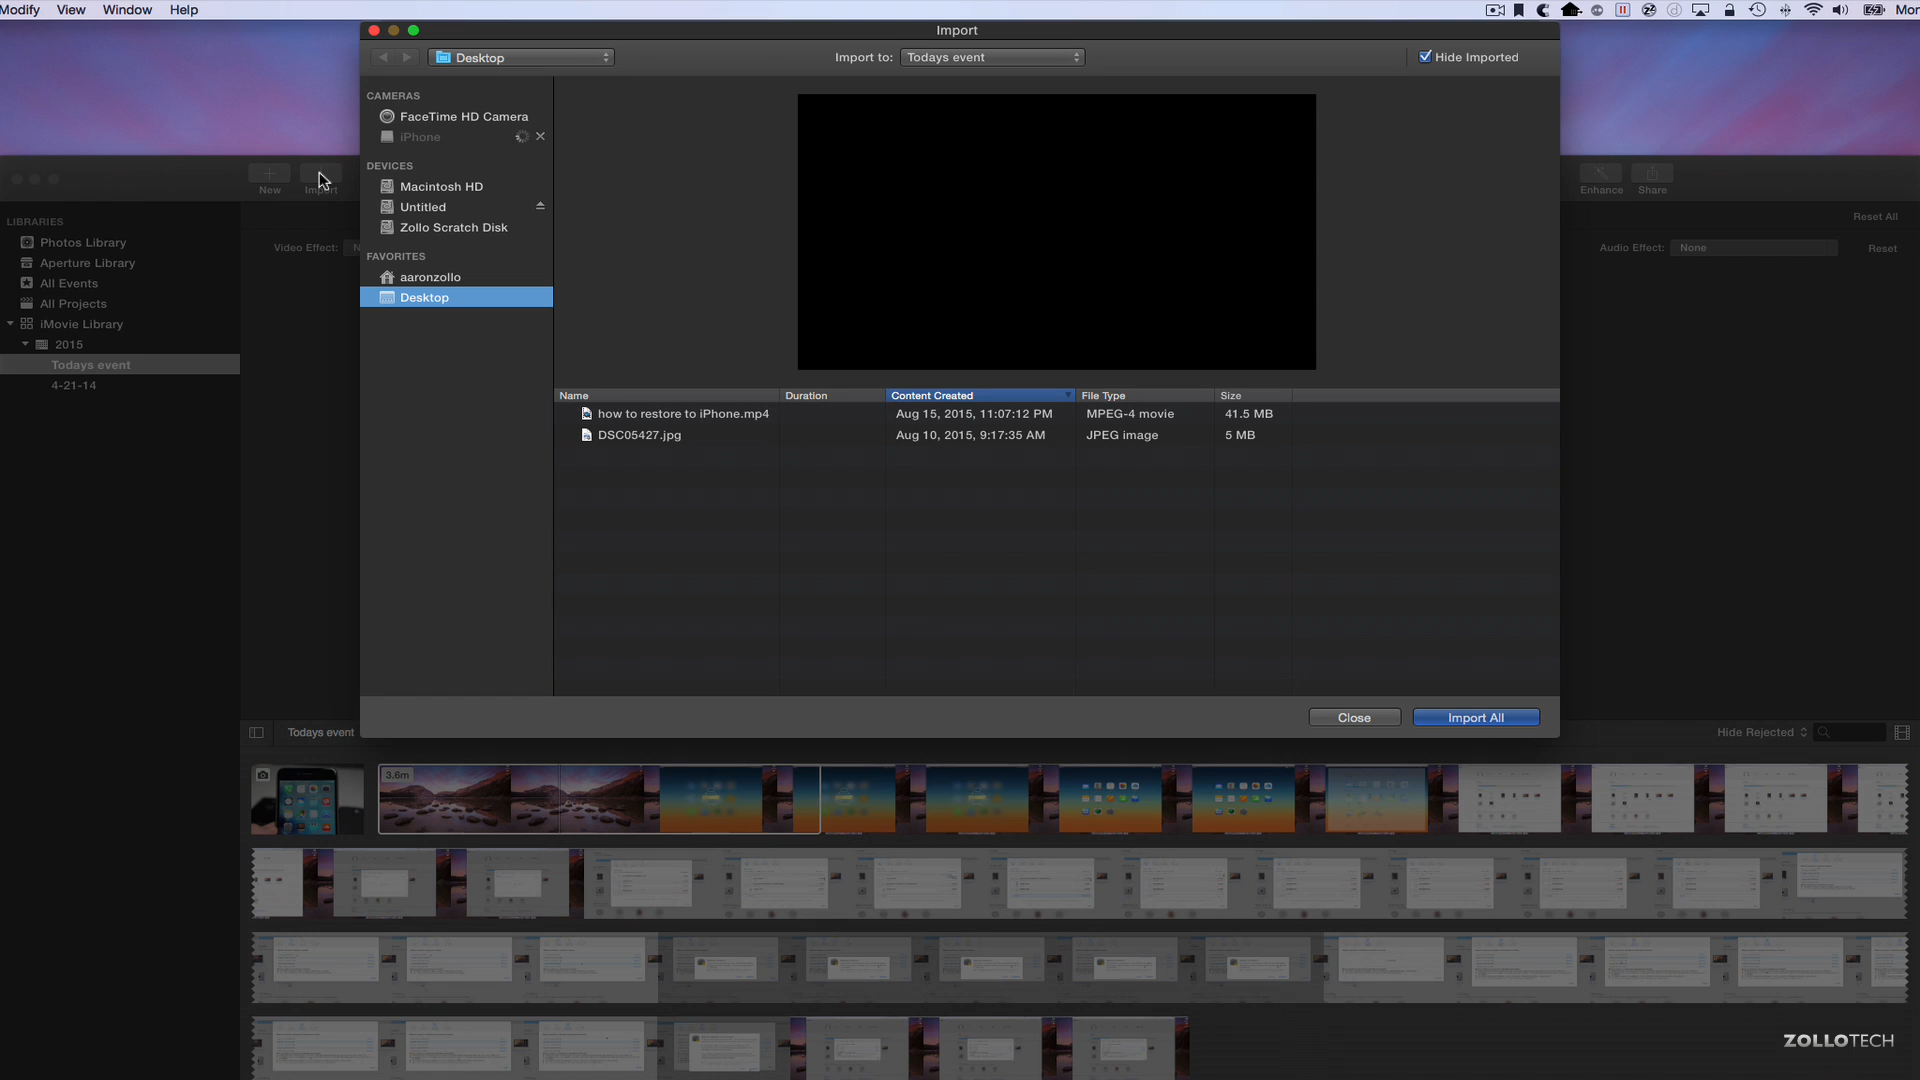 Modify View Window Help
Mon
Import
Desktop
Import to: Todays event
Hide Imported
CAMERAS
FaceTime HD Camera
iPhone
DEVICES
Macintosh HD
Untitled
Zollo Scratch Disk
FAVORITES
aaronzollo
Desktop
New
Import
Enhance
Share
LIBRARIES
Photos Library
Aperture Library
All Events
All Projects
iMovie Library
2015
Todays event
4-21-14
Video Effect:
Reset All
Audio Effect: None
Reset
Name Duration Content Created File Type Size
how to restore to iPhone.mp4 Aug 15, 2015, 11:07:12 PM MPEG-4 movie 41.5 MB
DSC05427.jpg Aug 10, 2015, 9:17:35 AM JPEG image 5 MB
Close
Import All
Todays event
Hide Rejected
3.6m
ZOLLOTECH